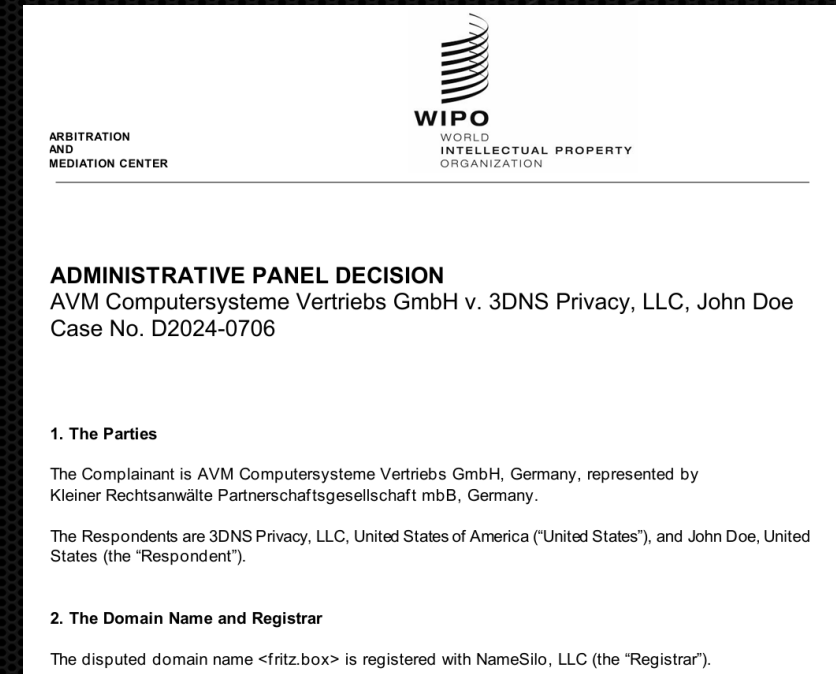 WIPO
WORLD
INTELLECTUAL PROPERTY
ORGANIZATION
ARBITRATION
AND
MEDIATION CENTER
ADMINISTRATIVE PANEL DECISION
AVM Computersysteme Vertriebs GmbH v. 3DNS Privacy, LLC, John Doe
Case No. D2024-0706
1. The Parties
The Complainant is AVM Computersysteme Vertriebs GmbH, Germany, represented by
Kleiner Rechtsanwälte Partnerschaftsgesellschaft mbB, Germany.
The Respondents are 3DNS Privacy, LLC, United States of America (“United States”), and John Doe, United
States (the “Respondent”).
2. The Domain Name and Registrar
The disputed domain name <fritz.box> is registered with NameSilo, LLC (the “Registrar”).